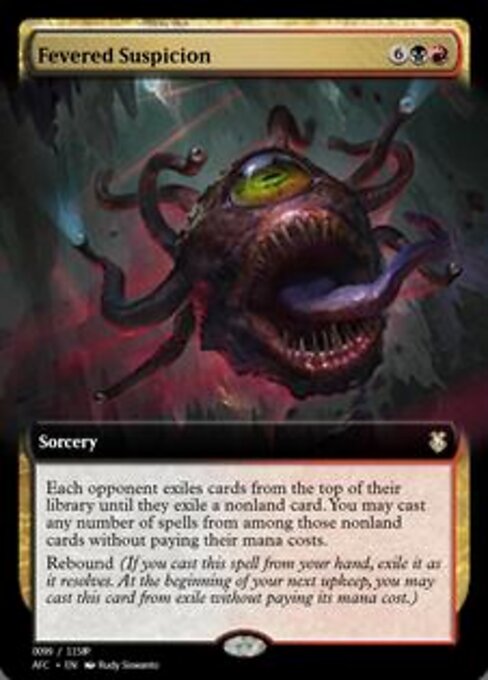 Fevered Suspicion 6
Sorcery
Each opponent exiles cards from the top of their
library until they exile a nonland card. You may cast
any number of spells from among those nonland
cards without paying their mana costs.
Rebound (If you cast this spell from your hand, exile it as
it resolves. At the beginning of your next upkeep, you may
cast this card from exile without paying its mana cost.)
AFC • EN Rudy Siswanto